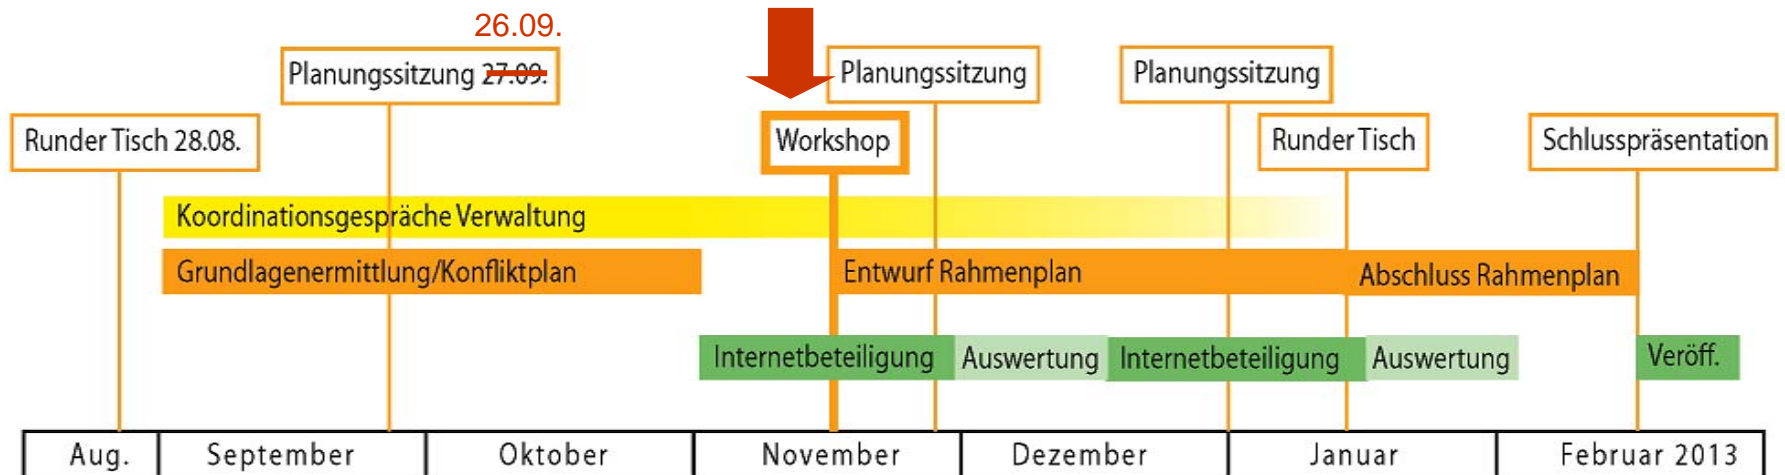 26.09.
Planungssitzung 27.09.
Planungssitzung
Planungssitzung
Runder Tisch 28.08.
Workshop
Runder Tisch
Schlusspräsentation
Koordinationsgespräche Verwaltung
Grundlagenermittlung/Konfliktplan
Entwurf Rahmenplan
Abschluss Rahmenplan
Internetbeteiligung
Auswertung
Internetbeteiligung
Auswertung
Veröff.
Aug.
September
Oktober
November
Dezember
Januar
Februar 2013